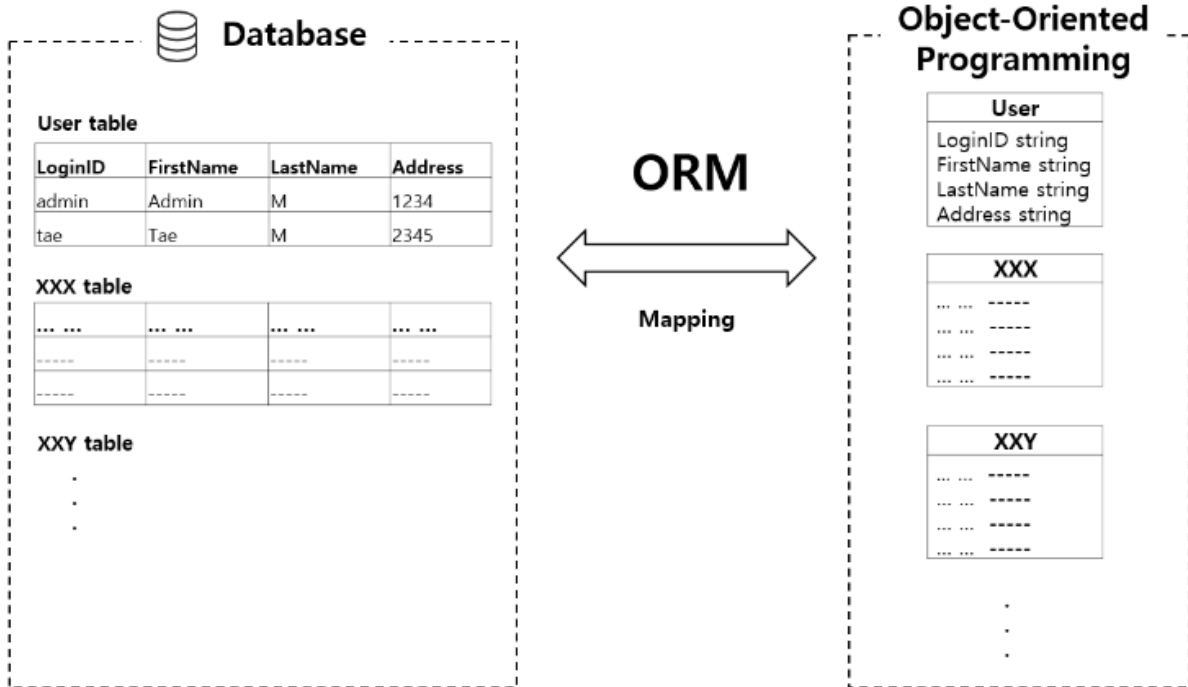 Database
User table
LoginID FirstName LastName Address
admin Admin M 1234
tae Tae M 2345
XXX table
... ... ... ... ... ... ... ...
----- ----- ----- -----
----- ----- ----- -----
XXY table
.
.
.
ORM
Mapping
Object-Oriented
Programming
User
LoginID string
FirstName string
LastName string
Address string
XXX
... ... -----
... ... -----
... ... -----
... ... -----
XXY
... ... -----
... ... -----
... ... -----
... ... -----
.
.
.